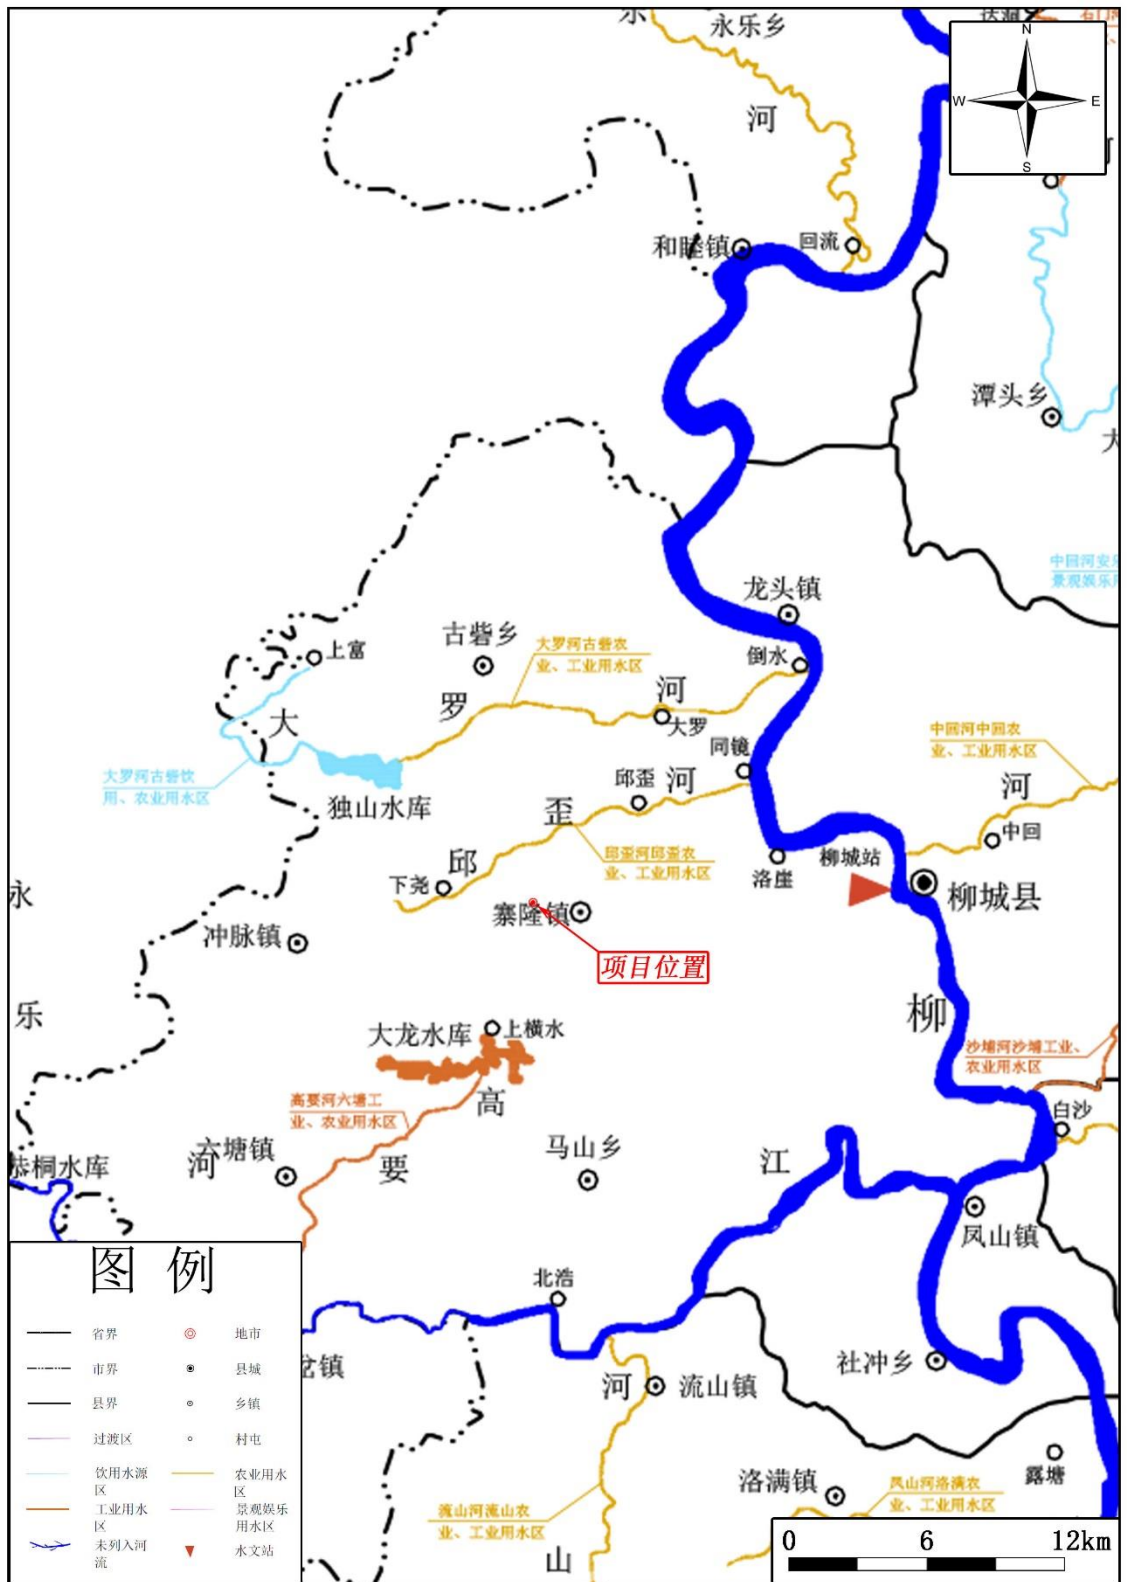 永乐乡
河
N
W
E
S
和睦镇
回流
潭头乡
大
中回河安乐
景观娱乐用
龙头镇
古砦乡
大罗河古砦农
业、工业用水区
上富
倒水
罗
河
大
大罗
同镜
中回河中回农
业、工业用水区
大罗河古砦饮
用、农业用水区
邱歪
河
河
独山水库
歪
中回
邱歪河邱歪农
业、工业用水区
邱
下尧
洛崖
柳城站
永
柳城县
寨隆镇
冲脉镇
项目位置
乐
柳
大龙水库
上横水
沙埔河沙埔工业、
农业用水区
高要河六塘工
业、农业用水区
高
白沙
六塘镇
河
要
马山乡
江
恭桐水库
凤山镇
北浩
岔镇
社冲乡
河
流山镇
洛满镇
露塘
流山河流山农
业、工业用水区
凤山河洛满农
业、工业用水区
山
图 例
省界
地市
市界
县城
县界
乡镇
过渡区
村屯
饮用水源
区
农业用水
区
工业用水
区
景观娱乐
用水区
未列入河
流
水文站
0 6 12km